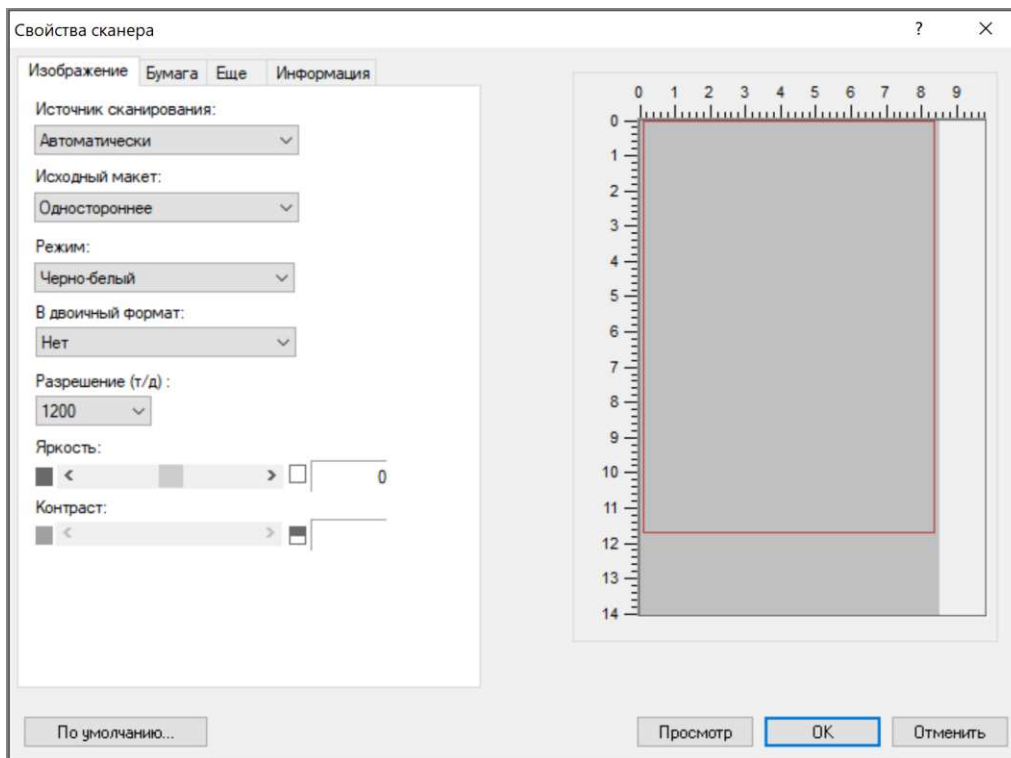 Свойства сканера ? ×
Изображение Бумага Еще Информация
Источник сканирования:
Автоматически
Исходный макет:
Одностороннее
Режим:
Черно-белый
В двоичный формат:
Нет
Разрешение (т/д) :
1200
Яркость:
0
Контраст:
0 1 2 3 4 5 6 7 8 9
0
1
2
3
4
5
6
7
8
9
10
11
12
13
14
По умолчанию... Просмотр OK Отменить